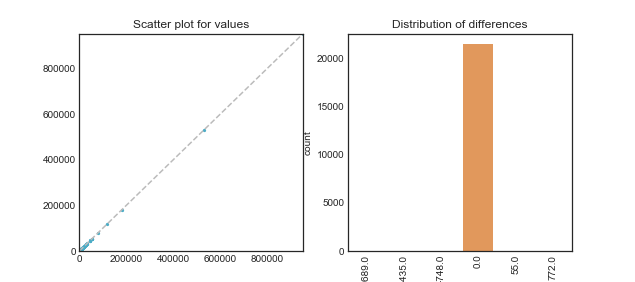 Scatter plot for values
800000
600000
400000
200000
0
0 200000 400000 600000 800000
Distribution of differences
20000
15000
10000
5000
0
count
689.0 435.0 -748.0 0.0 55.0 772.0